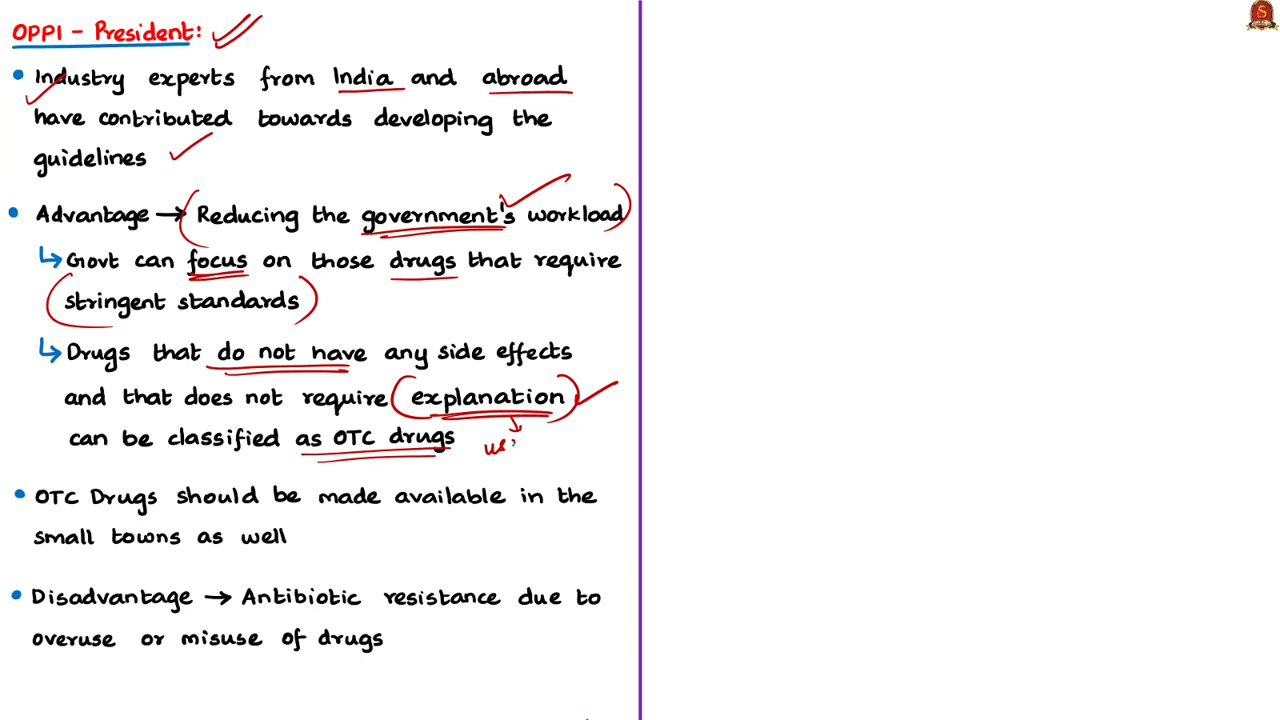 OPPI - President:
• Industry experts from India and abroad
have contributed towards developing the
guidelines
• Advantage → (Reducing the government's workload)
↳ Govt can focus on those drugs that require
(stringent standards)
↳ Drugs that do not have any side effects
and that does not require (explanation)
can be classified as OTC drugs
• OTC Drugs should be made available in the
small towns as well
• Disadvantage → Antibiotic resistance due to
overuse or misuse of drugs